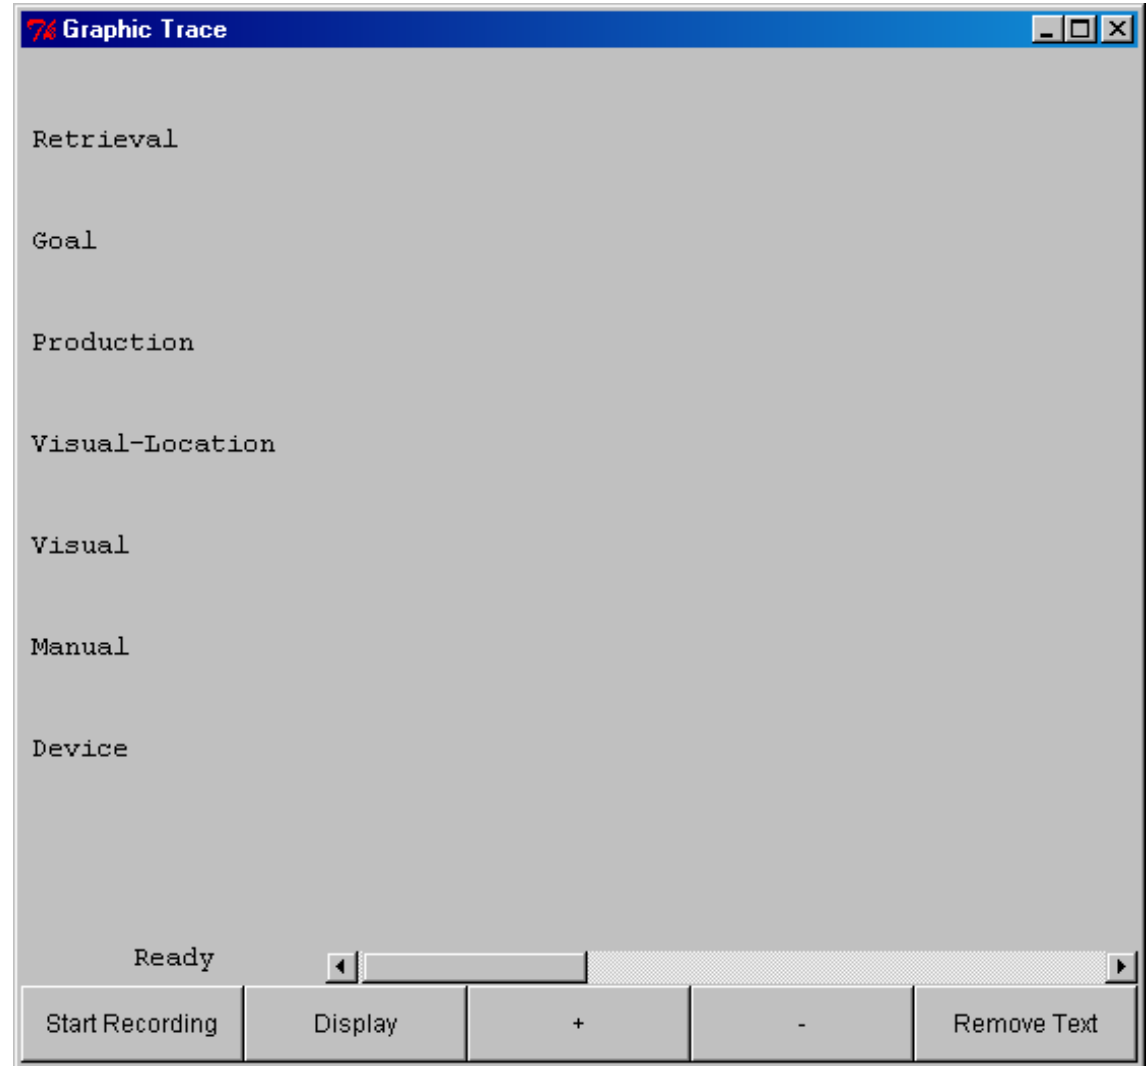 Graphic Trace
Retrieval
Goal
Production
Visual-Location
Visual
Manual
Device
Ready
Start Recording Display + - Remove Text